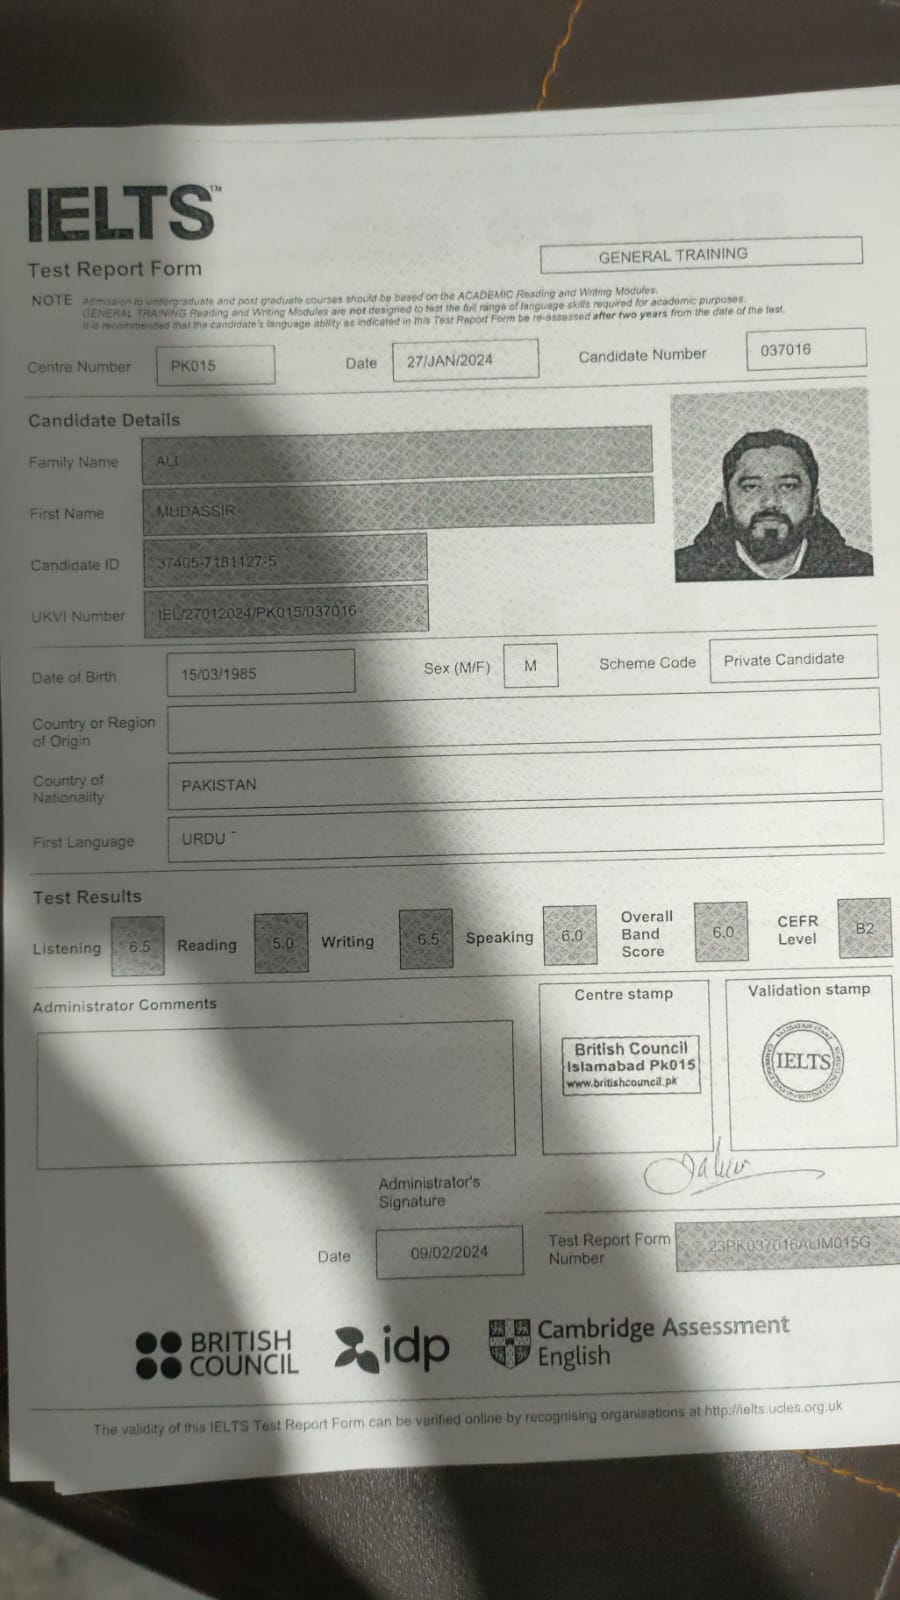 IELTS™
Test Report Form
GENERAL TRAINING
NOTE Admission to undergraduate and post graduate courses should be based on the ACADEMIC Reading and Writing Modules.
GENERAL TRAINING Reading and Writing Modules are not designed to test the full range of language skills required for academic purposes.
It is recommended that the candidate's language ability as indicated in this Test Report Form be re-assessed after two years from the date of the test.
Centre Number PK015 Date 27/JAN/2024 Candidate Number 037016
Candidate Details
Family Name ALI
First Name MUDASSIR
Candidate ID 37405-7181127-5
UKVI Number IEL/27012024/PK015/037016
Date of Birth 15/03/1985 Sex (M/F) M Scheme Code Private Candidate
Country or Region
of Origin
Country of
Nationality PAKISTAN
First Language URDU
Test Results
Listening 6.5 Reading 5.0 Writing 6.5 Speaking 6.0 Overall Band Score 6.0 CEFR Level B2
Administrator Comments
Centre stamp
British Council
Islamabad Pk015
www.britishcouncil.pk
Validation stamp
IELTS
Administrator's
Signature
Date 09/02/2024
Test Report Form
Number 23PK037016ALIM015G
BRITISH
COUNCIL
idp
Cambridge Assessment
English
The validity of this IELTS Test Report Form can be verified online by recognising organisations at http://ielts.ucles.org.uk